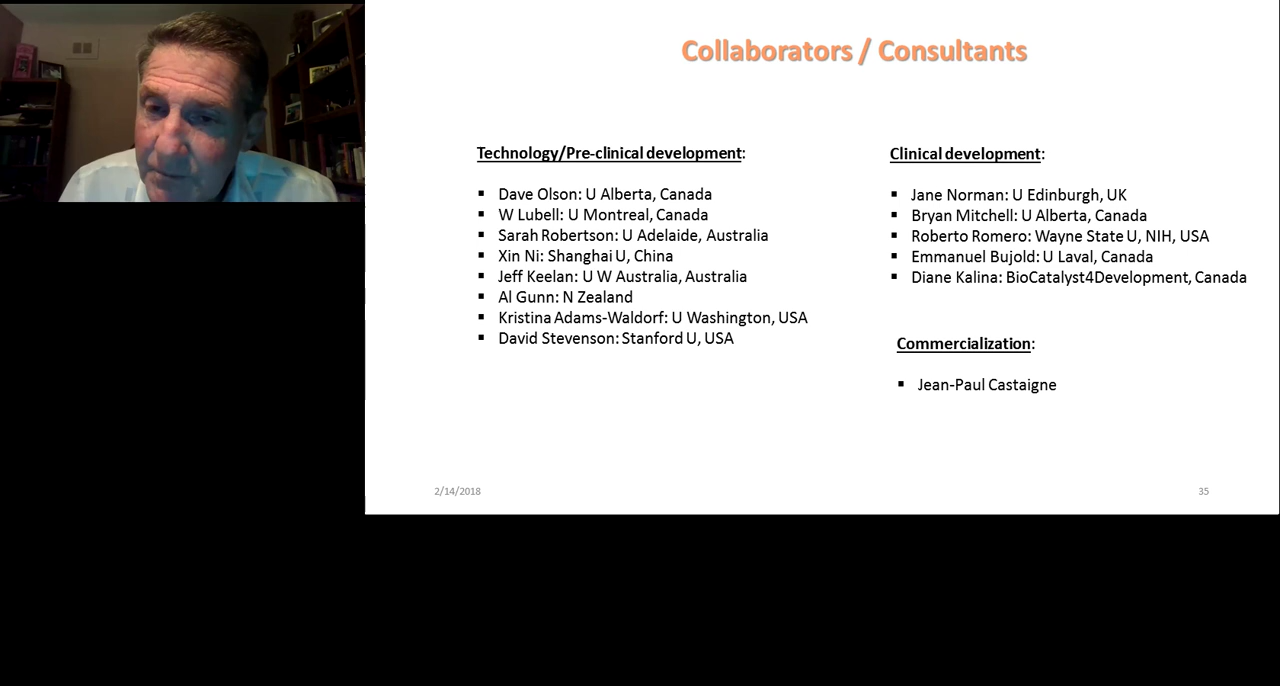 Collaborators / Consultants
Technology/Pre-clinical development:
▪ Dave Olson: U Alberta, Canada
▪ W Lubell: U Montreal, Canada
▪ Sarah Robertson: U Adelaide, Australia
▪ Xin Ni: Shanghai U, China
▪ Jeff Keelan: U W Australia, Australia
▪ Al Gunn: N Zealand
▪ Kristina Adams-Waldorf: U Washington, USA
▪ David Stevenson: Stanford U, USA
Clinical development:
▪ Jane Norman: U Edinburgh, UK
▪ Bryan Mitchell: U Alberta, Canada
▪ Roberto Romero: Wayne State U, NIH, USA
▪ Emmanuel Bujold: U Laval, Canada
▪ Diane Kalina: BioCatalyst4Development, Canada
Commercialization:
▪ Jean-Paul Castaigne
2/14/2018
35